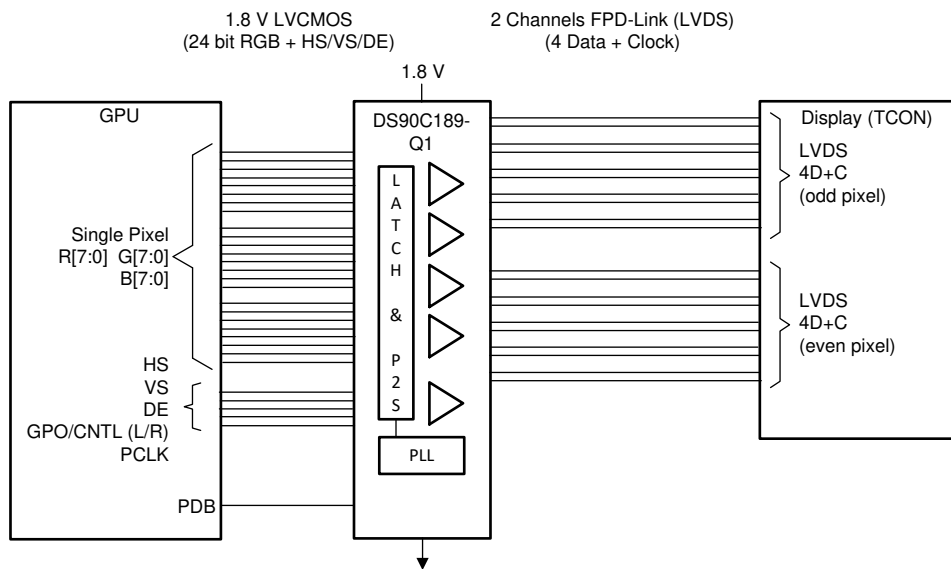 1.8 V LVCMOS
(24 bit RGB + HS/VS/DE)
2 Channels FPD-Link (LVDS)
(4 Data + Clock)
1.8 V
GPU
Single Pixel
R[7:0] G[7:0]
B[7:0]
HS
VS
DE
GPO/CNTL (L/R)
PCLK
PDB
DS90C189-
Q1
L
A
T
C
H
&
P
2
S
PLL
Display (TCON)
LVDS
4D+C
(odd pixel)
LVDS
4D+C
(even pixel)